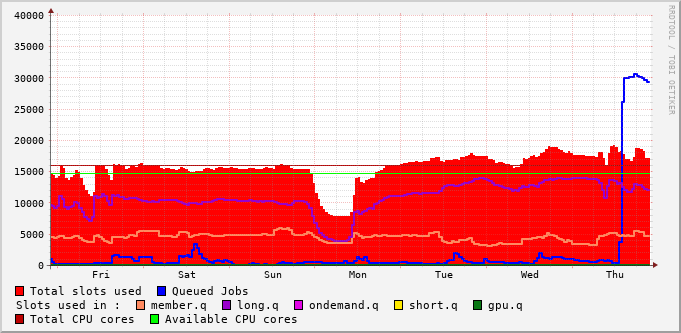 RRDTOOL / TOBI OETIKER
40000
35000
30000
25000
20000
15000
10000
5000
0
Fri Sat Sun Mon Tue Wed Thu
Total slots used Queued Jobs
Slots used in : member.q long.q ondemand.q short.q gpu.q
Total CPU cores Available CPU cores